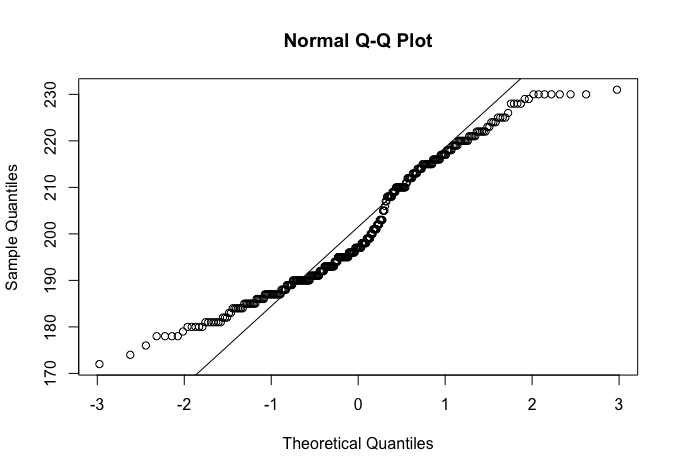 Normal Q-Q Plot
Sample Quantiles
230
220
210
200
190
180
170
-3 -2 -1 0 1 2 3
Theoretical Quantiles